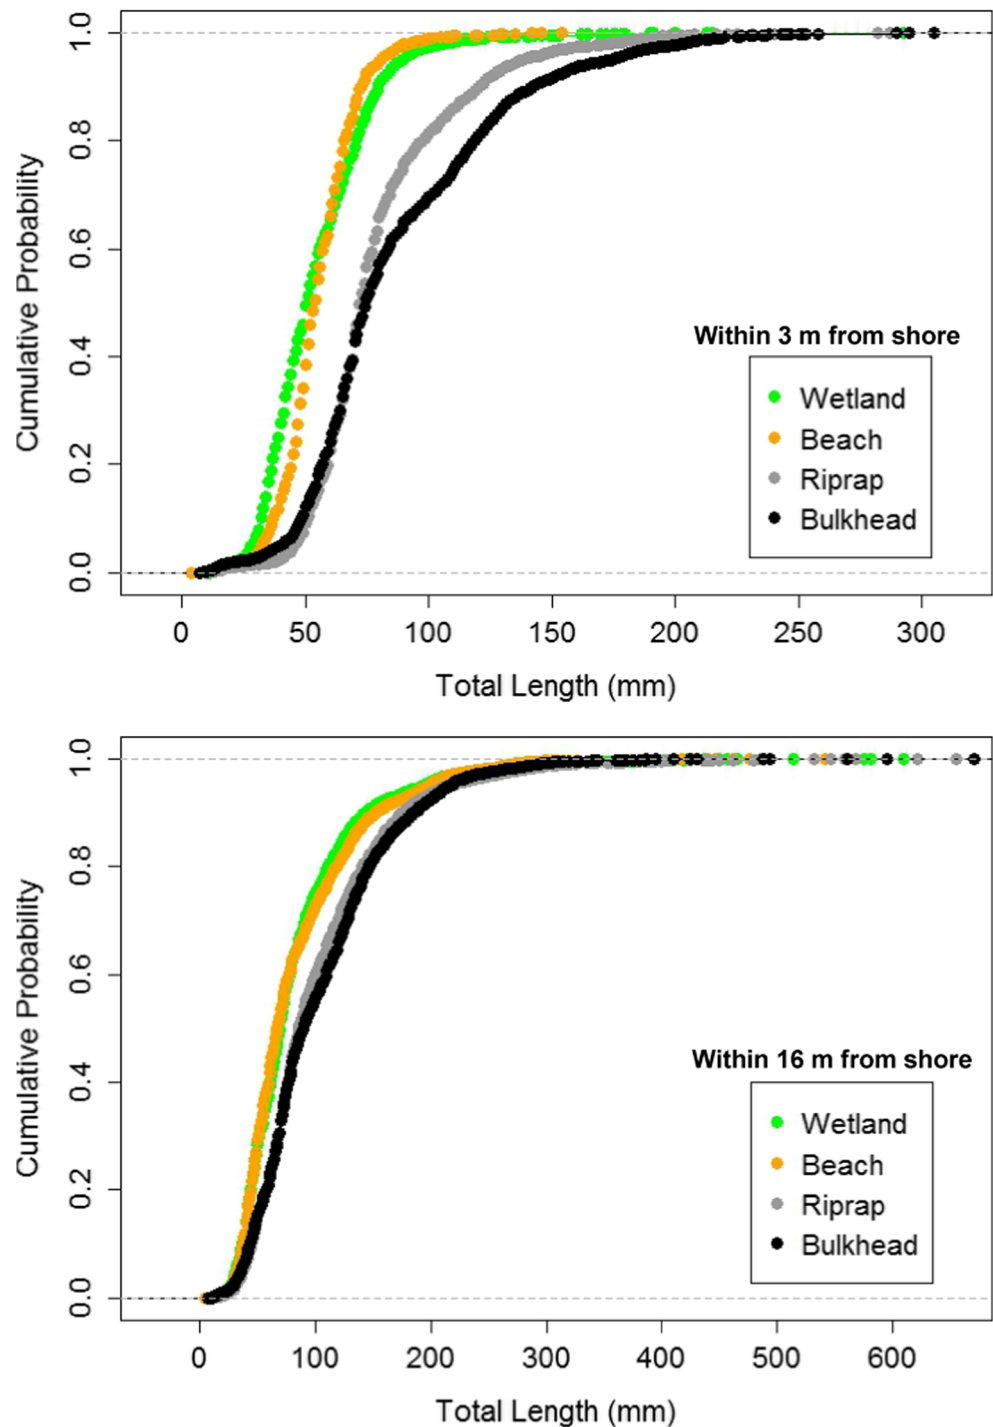 Cumulative Probability
1.0
0.8
0.6
0.4
0.2
0.0
Within 3 m from shore
Wetland
Beach
Riprap
Bulkhead
0 50 100 150 200 250 300
Total Length (mm)
Cumulative Probability
1.0
0.8
0.6
0.4
0.2
0.0
Within 16 m from shore
Wetland
Beach
Riprap
Bulkhead
0 100 200 300 400 500 600
Total Length (mm)